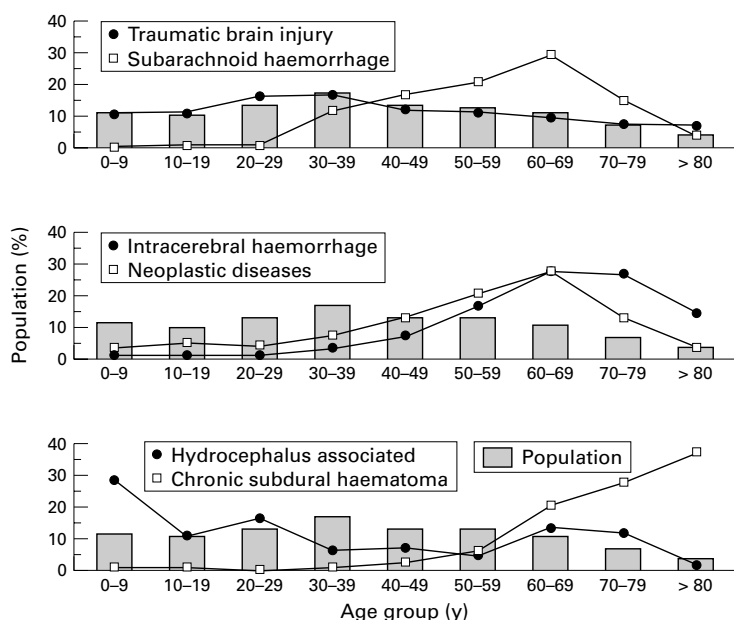 40
30
20
10
0
Traumatic brain injury
Subarachnoid haemorrhage
0–9 10–19 20–29 30–39 40–49 50–59 60–69 70–79 > 80
Population (%)
40
30
20
10
0
Intracerebral haemorrhage
Neoplastic diseases
0–9 10–19 20–29 30–39 40–49 50–59 60–69 70–79 > 80
40
30
20
10
0
Hydrocephalus associated
Chronic subdural haematoma
Population
0–9 10–19 20–29 30–39 40–49 50–59 60–69 70–79 > 80
Age group (y)